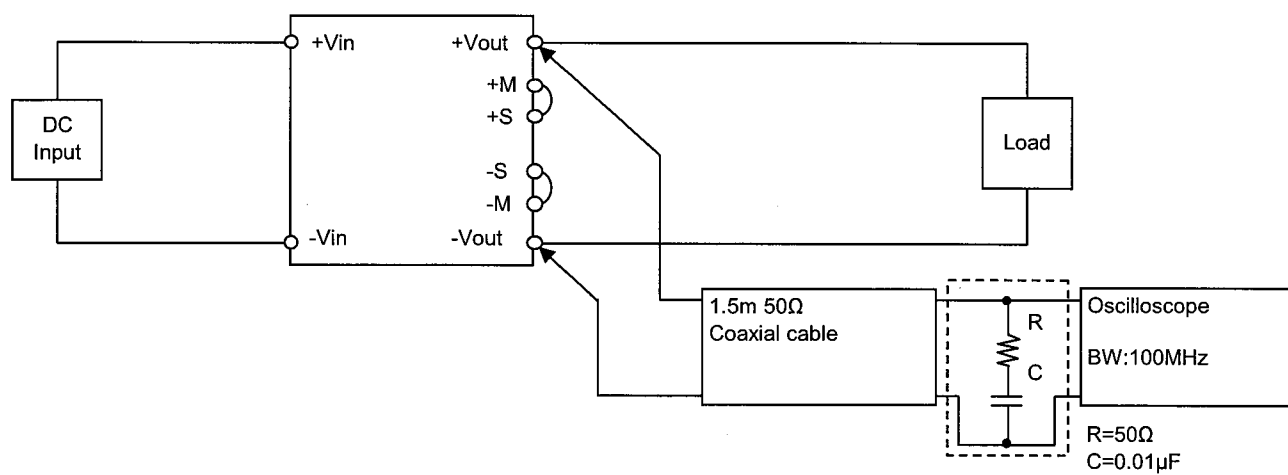 +Vin
+Vout
+M
+S
DC
Input
Load
-S
-M
-Vin
-Vout
1.5m 50Ω
Coaxial cable
R
C
Oscilloscope
BW:100MHz
R=50Ω
C=0.01µF